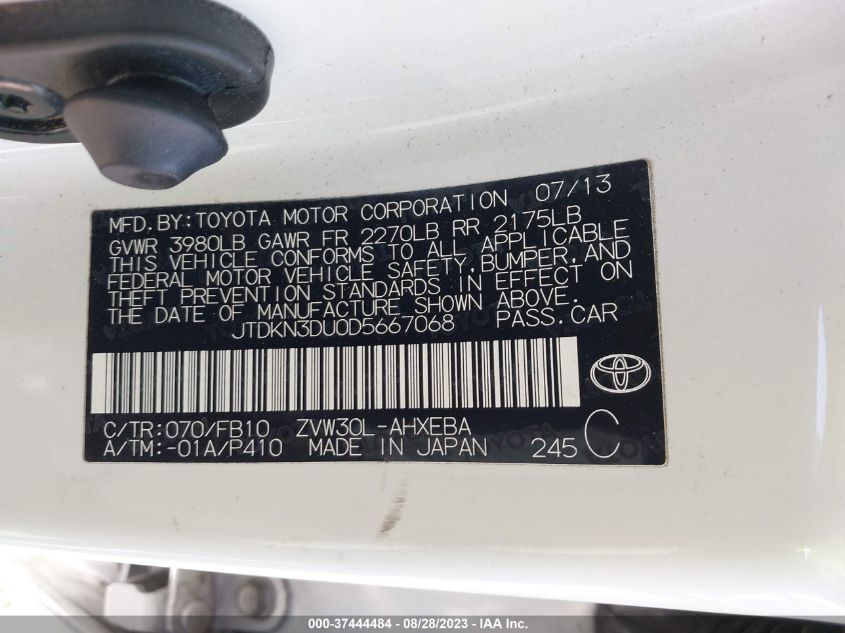 MFD.BY:TOYOTA MOTOR CORPORATION 07/13
GVWR 3980LB GAWR FR 2270LB RR 2175LB
THIS VEHICLE CONFORMS TO ALL APPLICABLE
FEDERAL MOTOR VEHICLE SAFETY,BUMPER,AND
THEFT PREVENTION STANDARDS IN EFFECT ON
THE DATE OF MANUFACTURE SHOWN ABOVE.
JTDKN3DU0D5667068 PASS.CAR
C/TR:070/FB10 ZVW30L-AHXEBA
A/TM:-01A/P410 MADE IN JAPAN 245 C
000-37444484 - 08/28/2023 - IAA Inc.